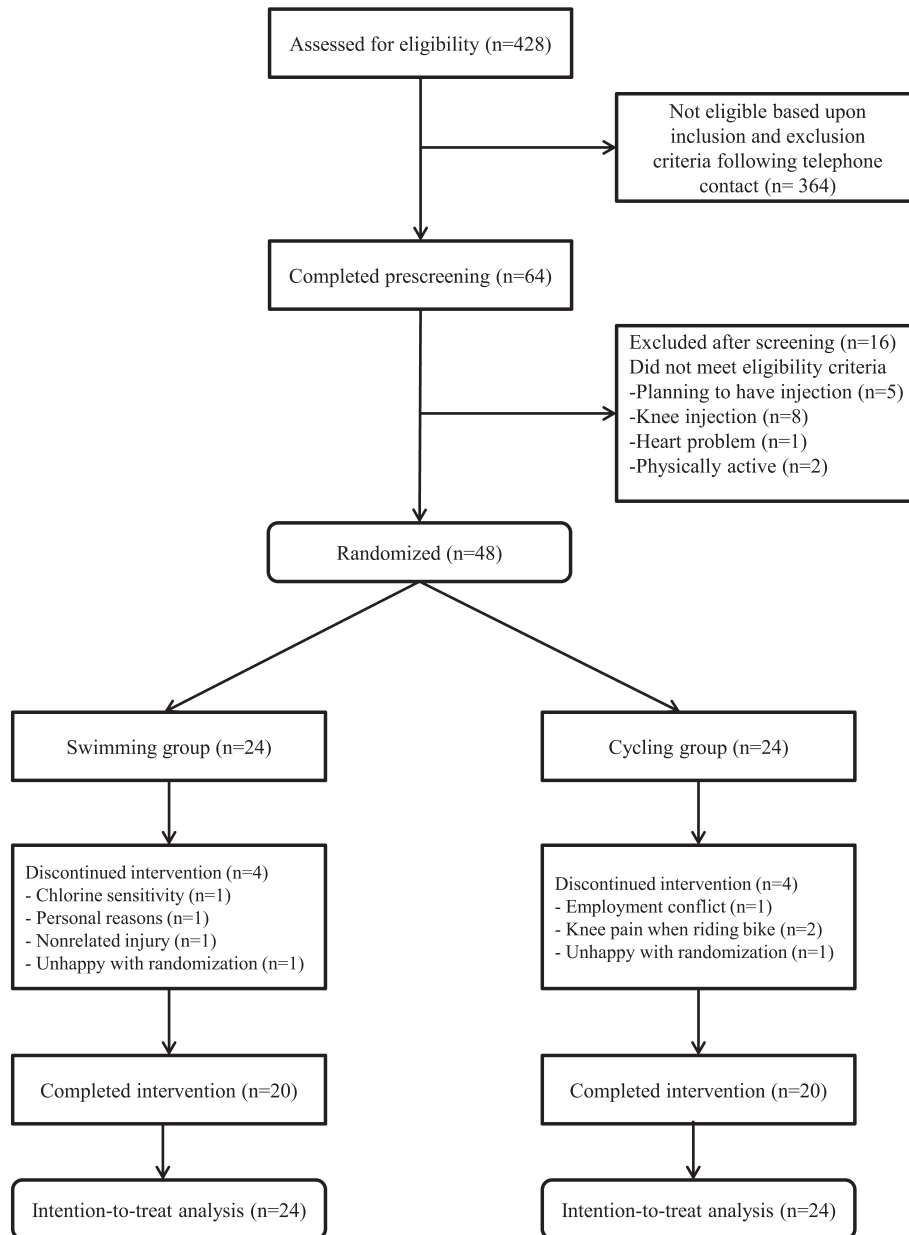 Assessed for eligibility (n=428)
Not eligible based upon
inclusion and exclusion
criteria following telephone
contact (n= 364)
Completed prescreening (n=64)
Excluded after screening (n=16)
Did not meet eligibility criteria
-Planning to have injection (n=5)
-Knee injection (n=8)
-Heart problem (n=1)
-Physically active (n=2)
Randomized (n=48)
Swimming group (n=24)
Cycling group (n=24)
Discontinued intervention (n=4)
- Chlorine sensitivity (n=1)
- Personal reasons (n=1)
- Nonrelated injury (n=1)
- Unhappy with randomization (n=1)
Discontinued intervention (n=4)
- Employment conflict (n=1)
- Knee pain when riding bike (n=2)
- Unhappy with randomization (n=1)
Completed intervention (n=20)
Completed intervention (n=20)
Intention-to-treat analysis (n=24)
Intention-to-treat analysis (n=24)